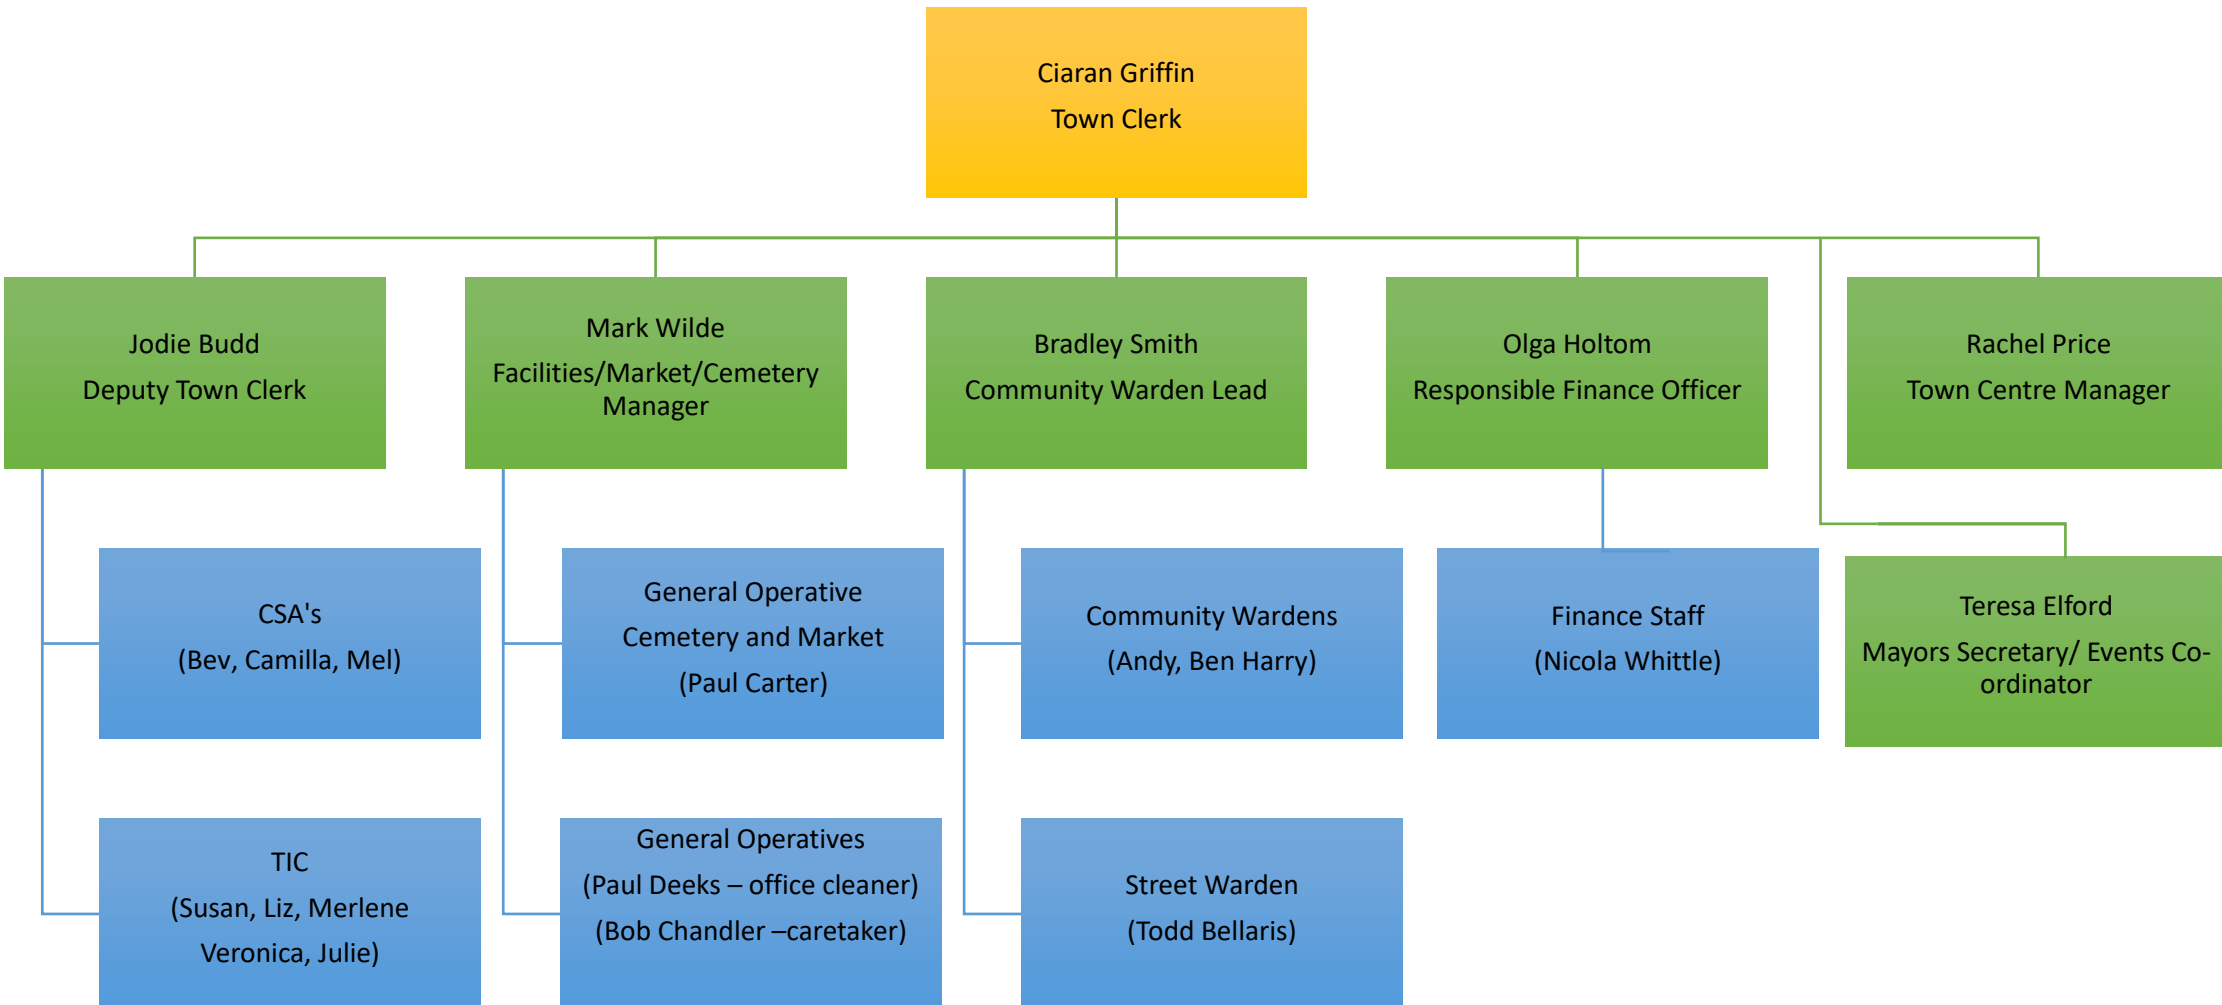 Ciaran Griffin
Town Clerk
Jodie Budd
Deputy Town Clerk
Mark Wilde
Facilities/Market/Cemetery
Manager
Bradley Smith
Community Warden Lead
Olga Holtom
Responsible Finance Officer
Rachel Price
Town Centre Manager
CSA's
(Bev, Camilla, Mel)
General Operative
Cemetery and Market
(Paul Carter)
Community Wardens
(Andy, Ben Harry)
Finance Staff
(Nicola Whittle)
Teresa Elford
Mayors Secretary/ Events Co-
ordinator
TIC
(Susan, Liz, Merlene
Veronica, Julie)
General Operatives
(Paul Deeks – office cleaner)
(Bob Chandler –caretaker)
Street Warden
(Todd Bellaris)